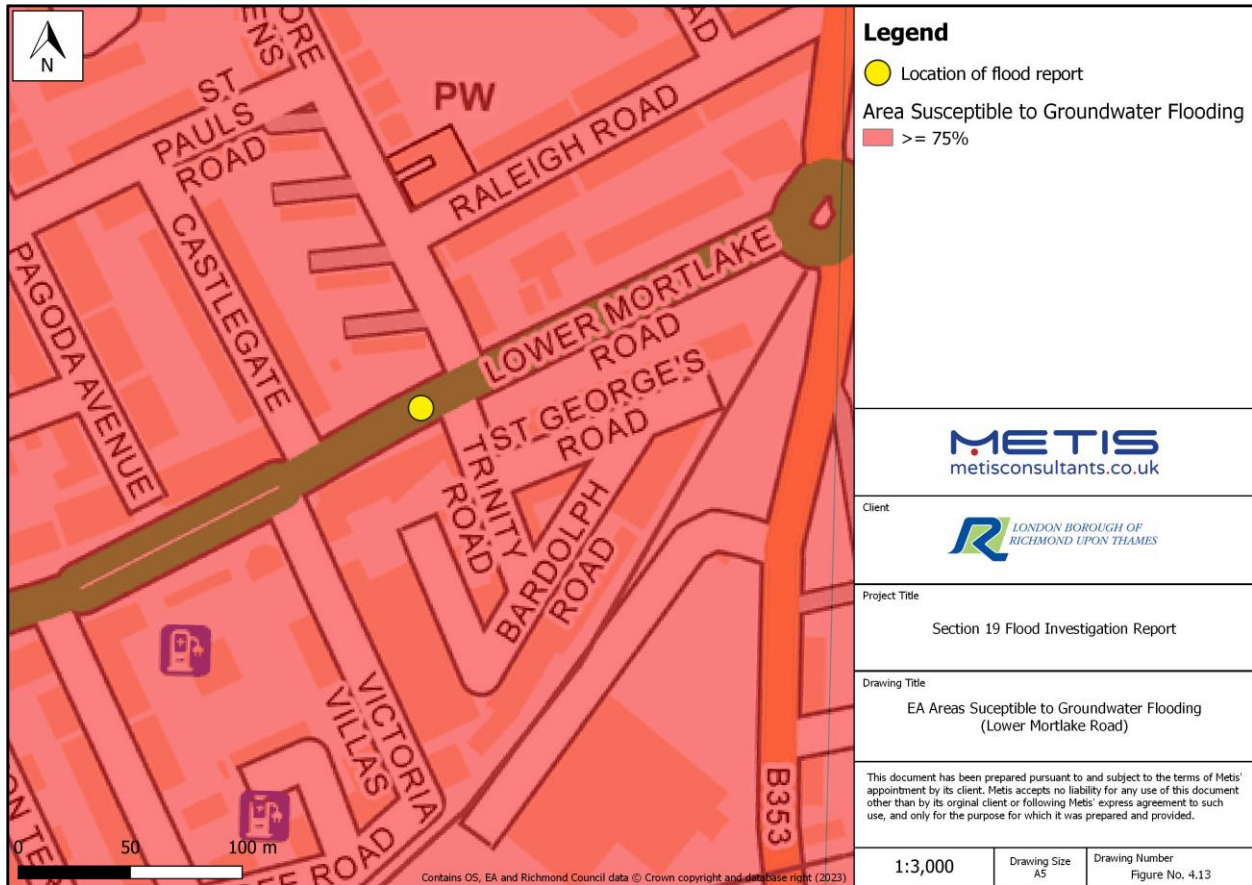 N
ST
PAULS
ROAD
ORE
ENS
PW
RALEIGH ROAD
AD
PAGODA AVENUE
CASTLEGATE
LOWER MORTLAKE
ROAD
ST GEORGE'S
ROAD
TRINITY
ROAD
BARDOLPH
ROAD
VICTORIA
VILLAS
B353
ON TE
ROAD
0 50 100 m
Contains OS, EA and Richmond Council data © Crown copyright and database right (2023)
Legend
Location of flood report
Area Susceptible to Groundwater Flooding
>= 75%
METIS
metisconsultants.co.uk
Client
LONDON BOROUGH OF
RICHMOND UPON THAMES
Project Title
Section 19 Flood Investigation Report
Drawing Title
EA Areas Suceptible to Groundwater Flooding
(Lower Mortlake Road)
This document has been prepared pursuant to and subject to the terms of Metis'
appointment by its client. Metis accepts no liability for any use of this document
other than by its orginal client or following Metis' express agreement to such
use, and only for the purpose for which it was prepared and provided.
1:3,000
Drawing Size
A5
Drawing Number
Figure No. 4.13